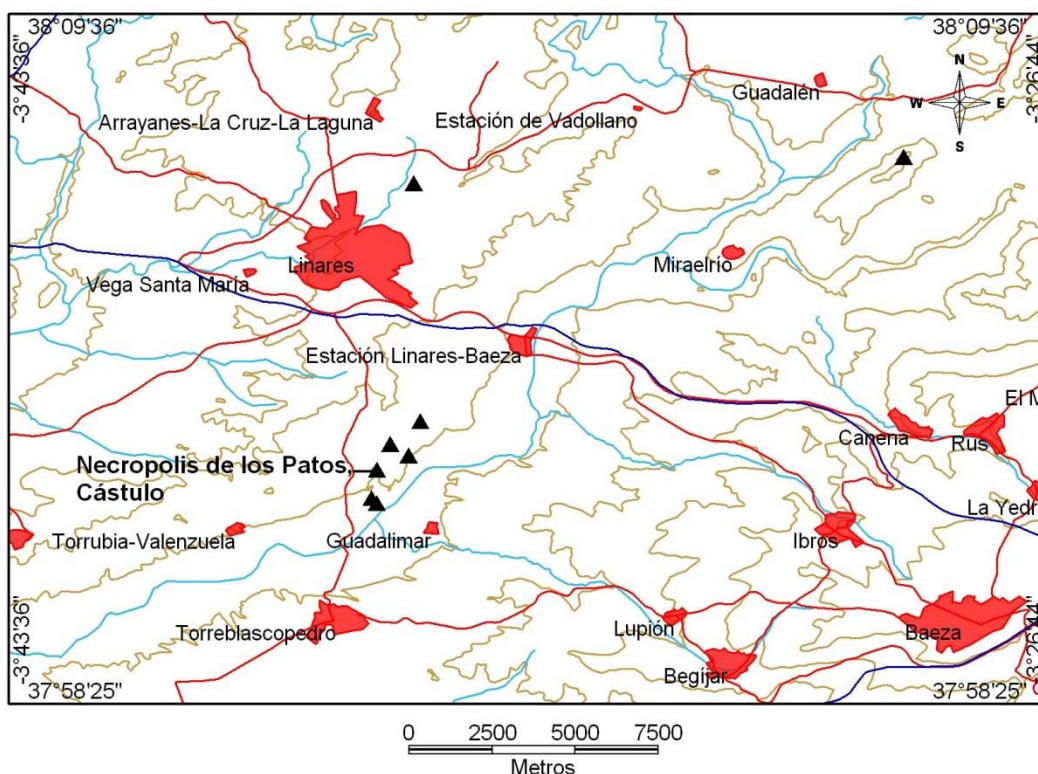 38°09'36"
38°09'36"
-3°43'36"
-3°26'44"
N
W
E
S
Guadalén
Arrayanes-La Cruz-La Laguna
Estación de Vadollano
Linares
Miraelrío
Vega Santa María
Estación Linares-Baeza
El M
Canena
Rus
Necropolis de los Patos,
Cástulo
La Yedr
Torrubia-Valenzuela
Guadalimar
Ibros
Torreblascopedro
Lupión
Baeza
Begíjar
-3°43'36"
-3°26'44"
37°58'25"
37°58'25"
0 2500 5000 7500
Metros